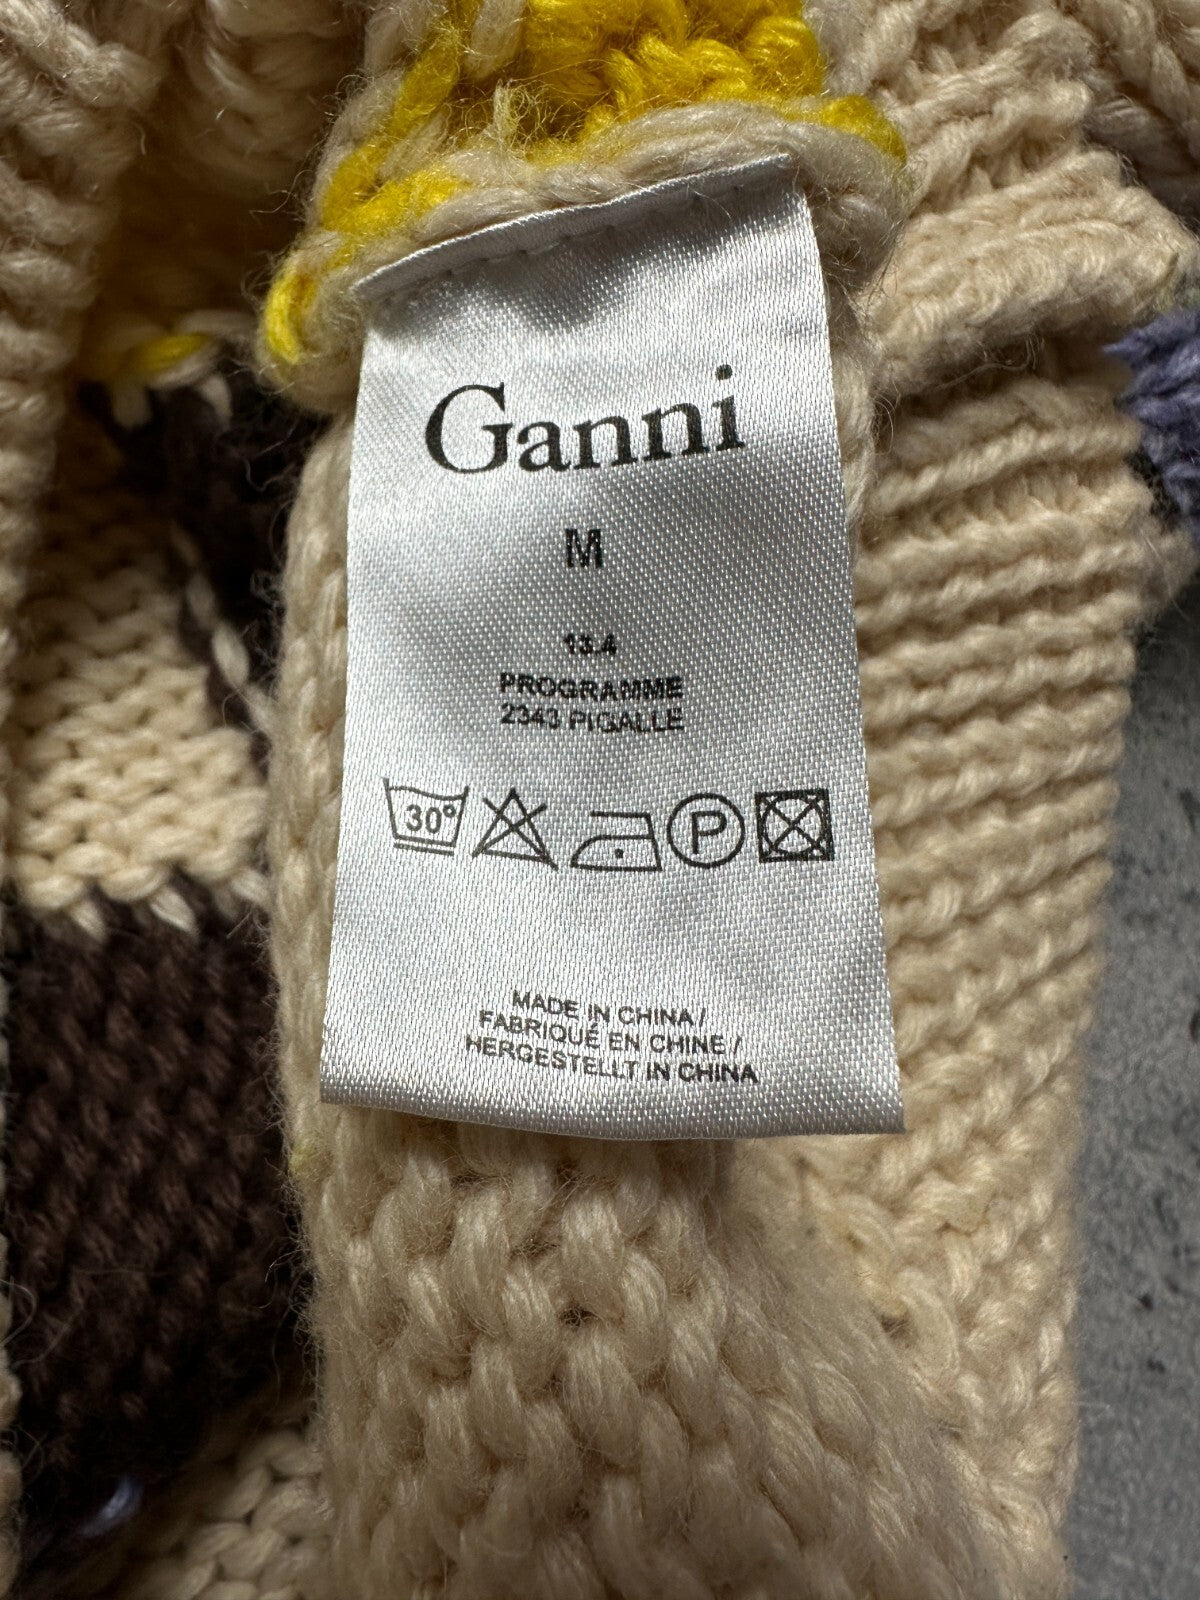 Ganni
M
13.4
PROGRAMME
2343 PIGALLE
30°
P
MADE IN CHINA /
FABRIQUÉ EN CHINE /
HERGESTELLT IN CHINA